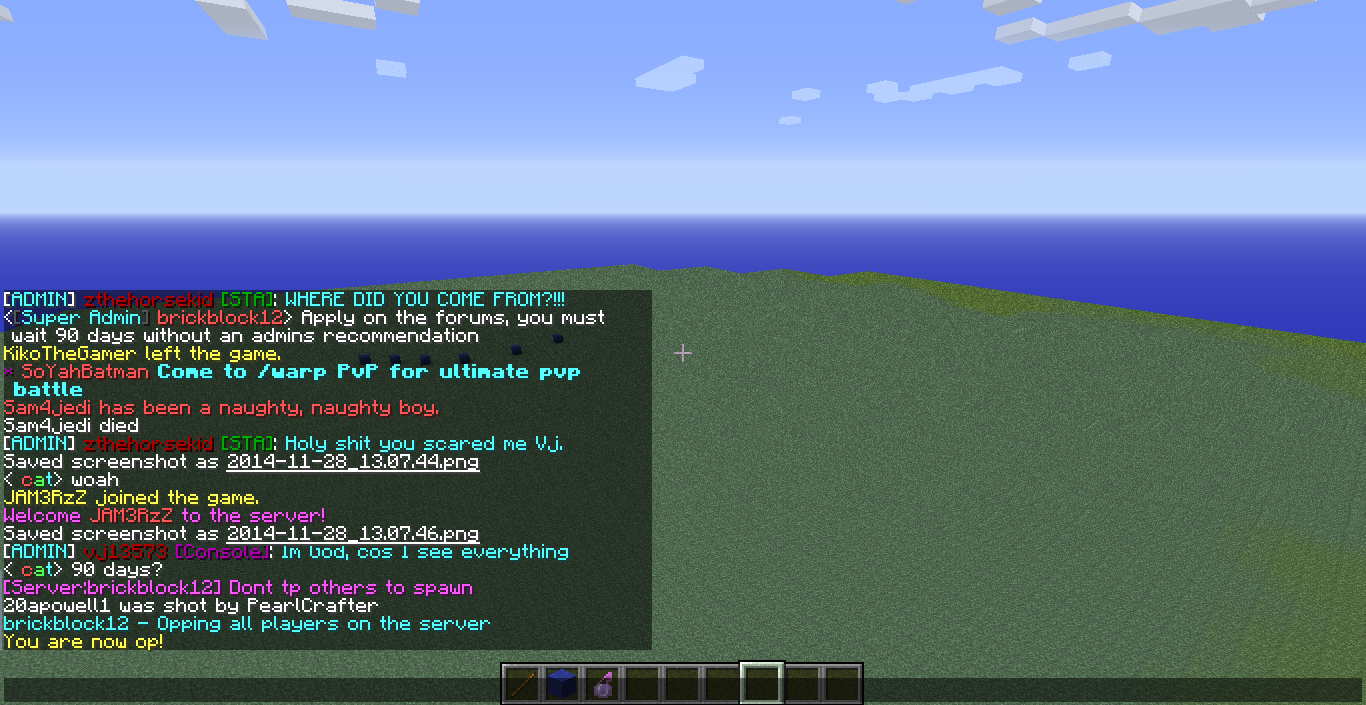 [ADMIN] zthehorsekid [STA]: WHERE DID YOU COME FROM?!!!
<[Super Admin] brickblock12> Apply on the forums, you must
wait 90 days without an admins recommendation
KikoTheGamer left the game.
* SoYahBatman Come to /warp PvP for ultimate pvp
battle
Sam4jedi has been a naughty, naughty boy.
Sam4jedi died
[ADMIN] zthehorsekid [STA]: Holy shit you scared me V.j.
Saved screenshot as 2014-11-28_13.07.44.png
< cat> woah
JAM3RzZ joined the game.
Welcome JAM3RzZ to the server!
Saved screenshot as 2014-11-28_13.07.46.png
[ADMIN] v.j13573 [Console]: Im God, cos I see everything
< cat> 90 days?
[Server:brickblock12] Dont tp others to spawn
20apowell1 was shot by PearlCrafter
brickblock12 - Opping all players on the server
You are now op!